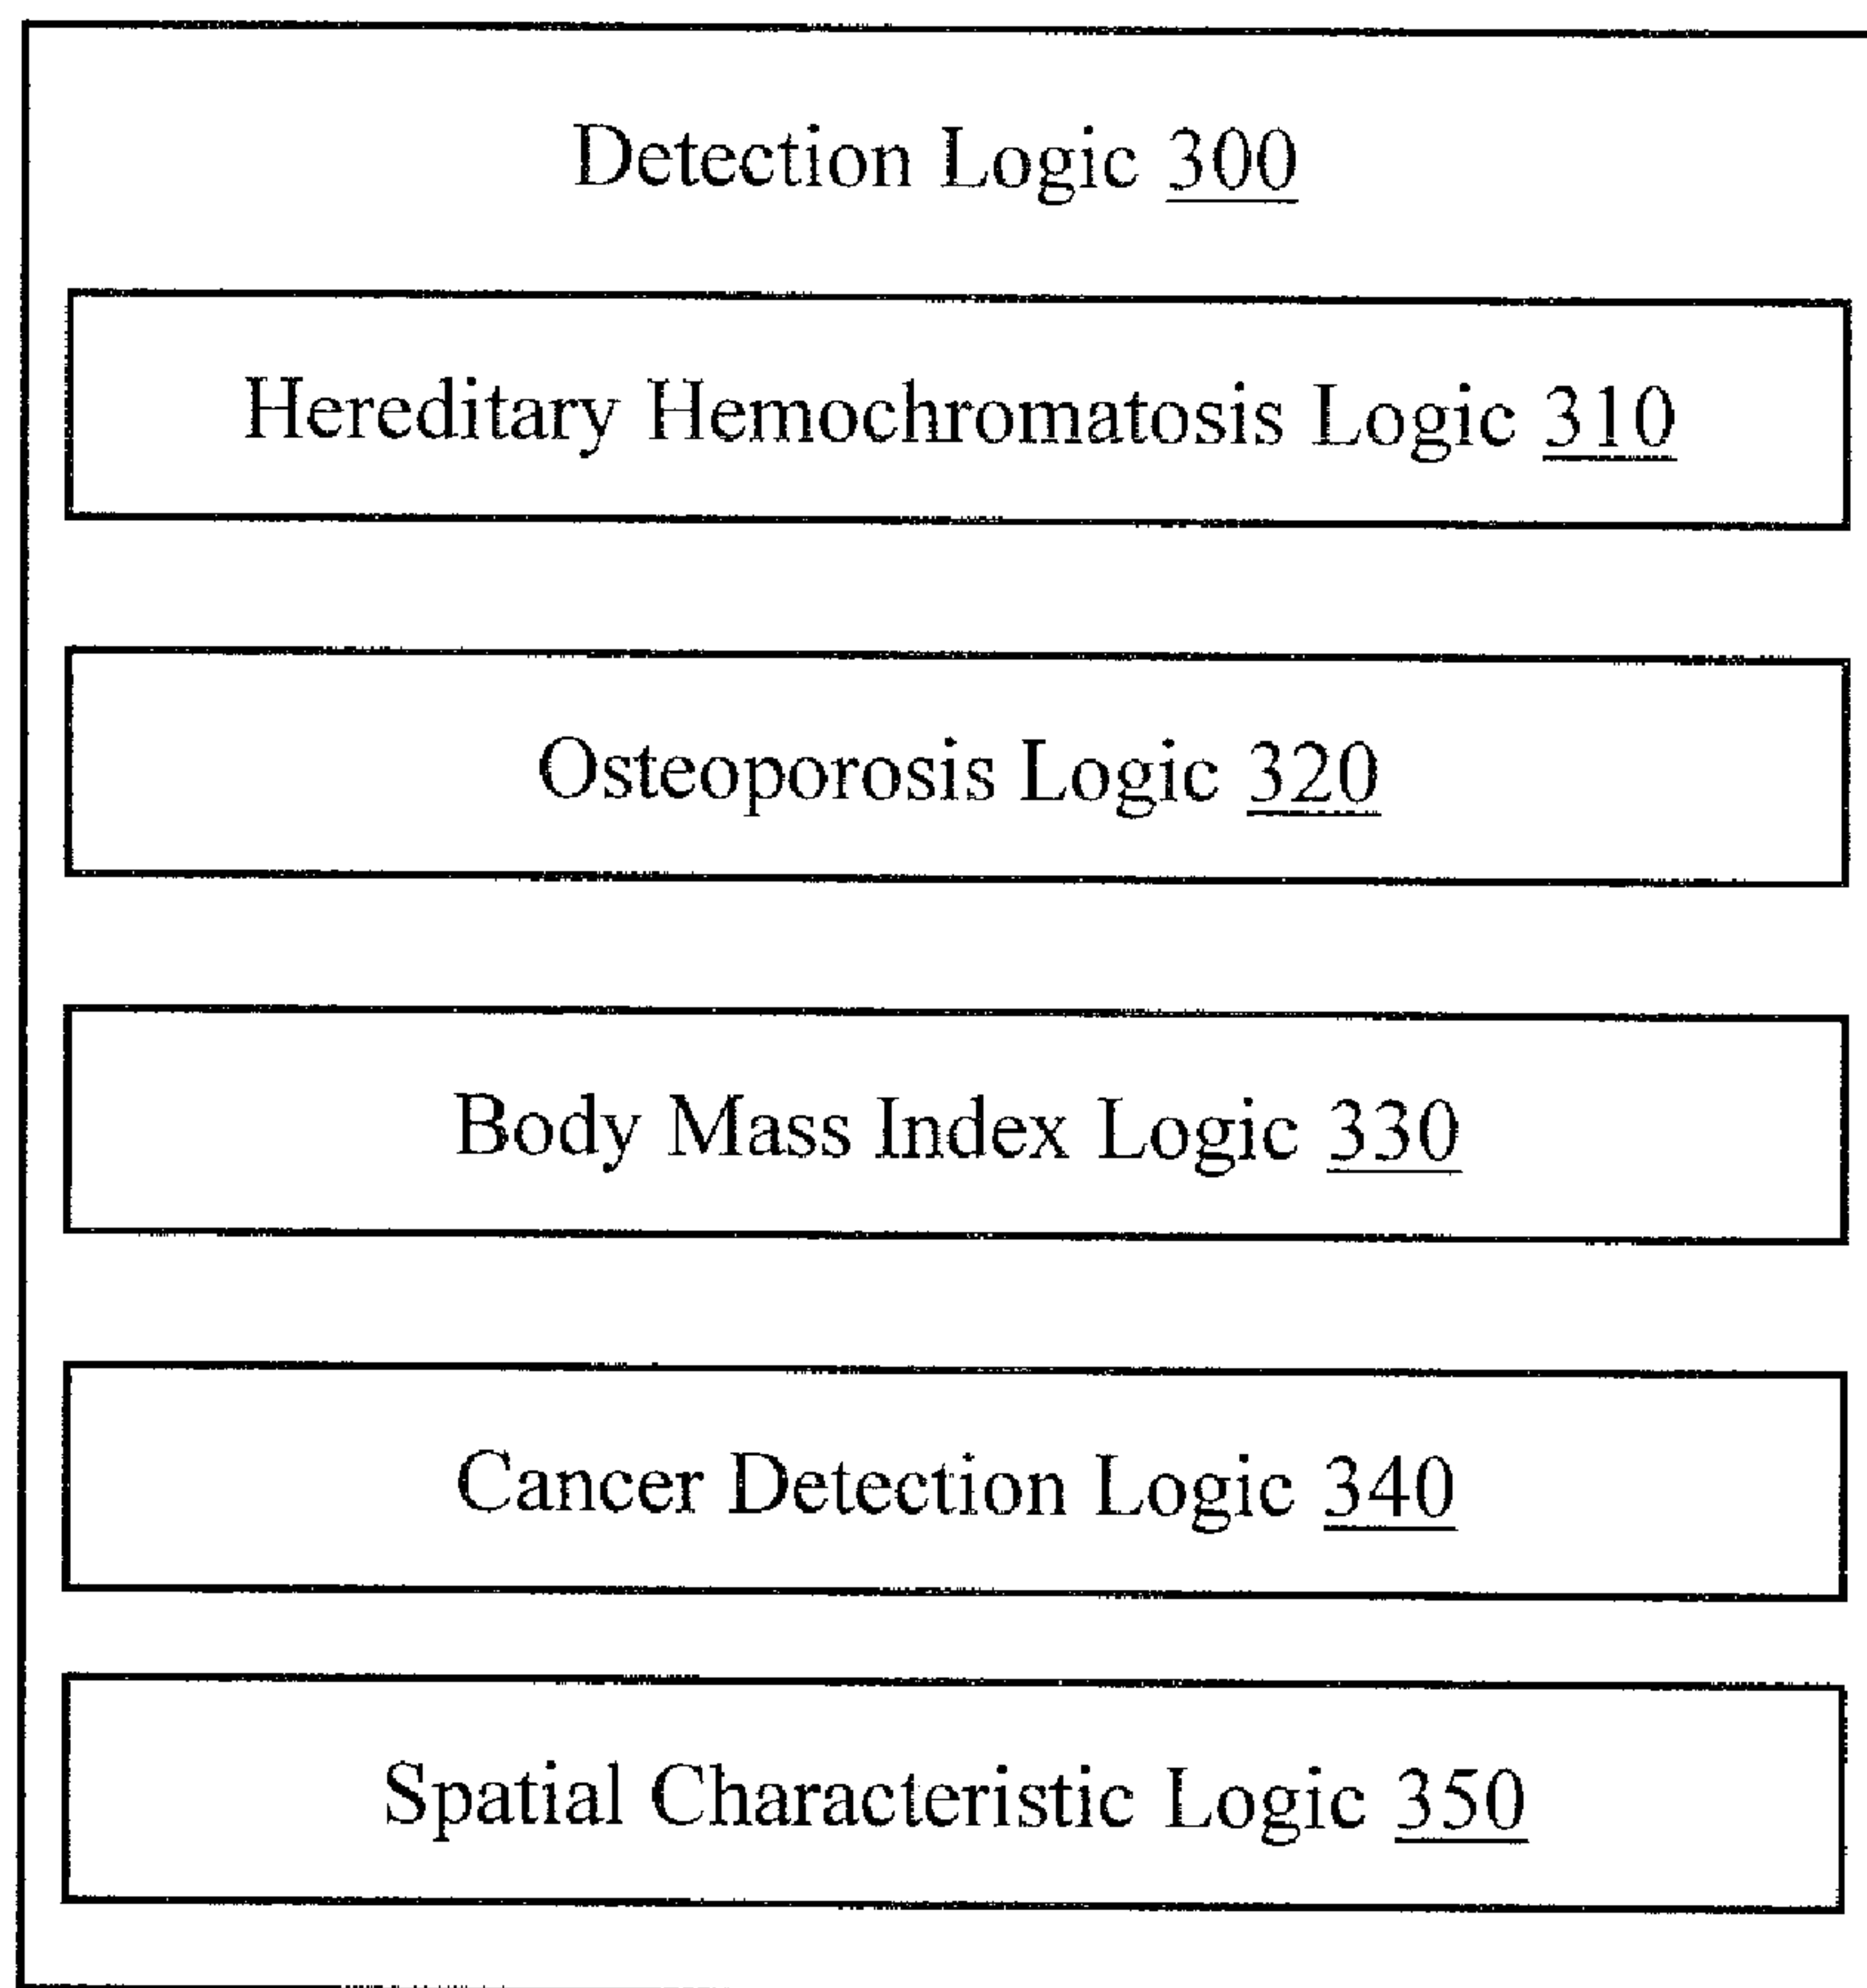 Detection Logic 300
Hereditary Hemochromatosis Logic 310
Osteoporosis Logic 320
Body Mass Index Logic 330
Cancer Detection Logic 340
Spatial Characteristic Logic 350